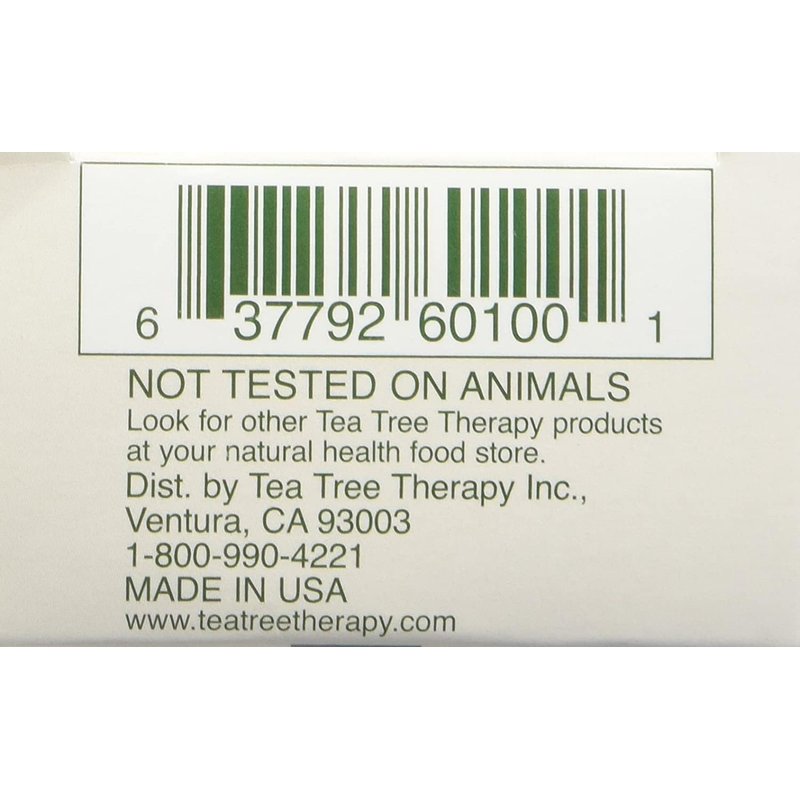 6 37792 60100 1
NOT TESTED ON ANIMALS
Look for other Tea Tree Therapy products
at your natural health food store.
Dist. by Tea Tree Therapy Inc.,
Ventura, CA 93003
1-800-990-4221
MADE IN USA
www.teatreetherapy.com